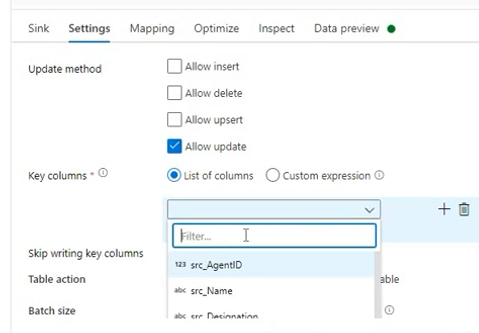 Sink Settings Mapping Optimize Inspect Data preview
Update method
Allow insert
Allow delete
Allow upsert
Allow update
Key columns * List of columns Custom expression
Filter...
123 src_AgentID
Skip writing key columns
abc src_Name
Table action able
abc src_Designation
Batch size